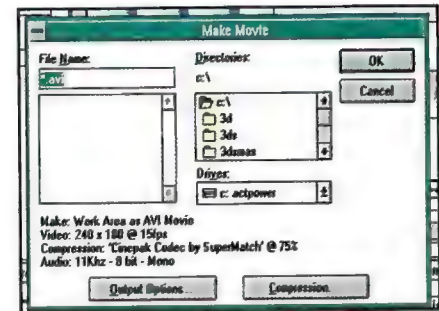 Make Movie
File Name:
*.avi
Directories:
c:\
c:\
3d
3ds
3dsmax
Drives:
c: actpower
OK
Cancel
Make: Work Area as AVI Movie
Video: 240 x 180 @ 15fps
Compression: 'Cinepak Codec by SuperMatch' @ 75%
Audio: 11Khz - 8 bit - Mono
Output Options...
Compression...